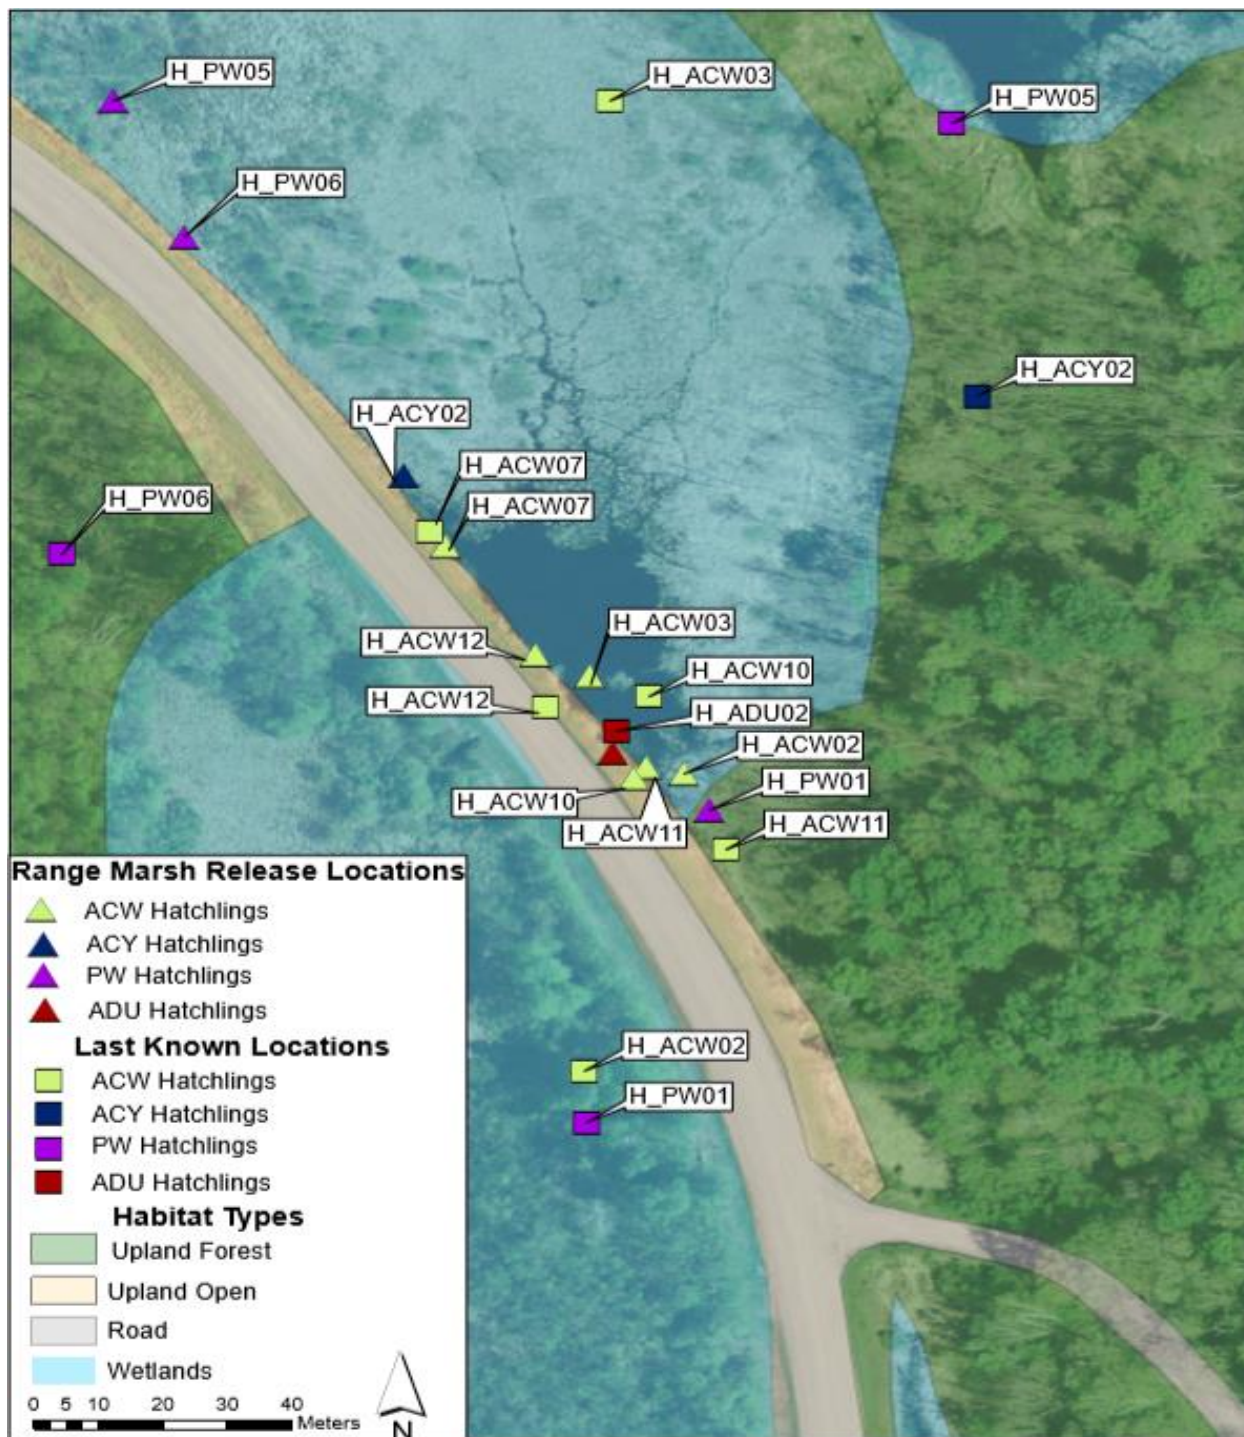 H_PW05
H_ACW03
H_PW05
H_PW06
H_ACY02
H_ACY02
H_ACW07
H_PW06
H_ACW07
H_ACW03
H_ACW12
H_ACW10
H_ACW12
H_ADU02
H_ACW02
H_PW01
H_ACW10
H_ACW11
H_ACW11
Range Marsh Release Locations
ACW Hatchlings
ACY Hatchlings
PW Hatchlings
ADU Hatchlings
Last Known Locations
ACW Hatchlings
ACY Hatchlings
PW Hatchlings
ADU Hatchlings
H_ACW02
H_PW01
Habitat Types
Upland Forest
Upland Open
Road
Wetlands
0 5 10 20 30 40
Meters
N